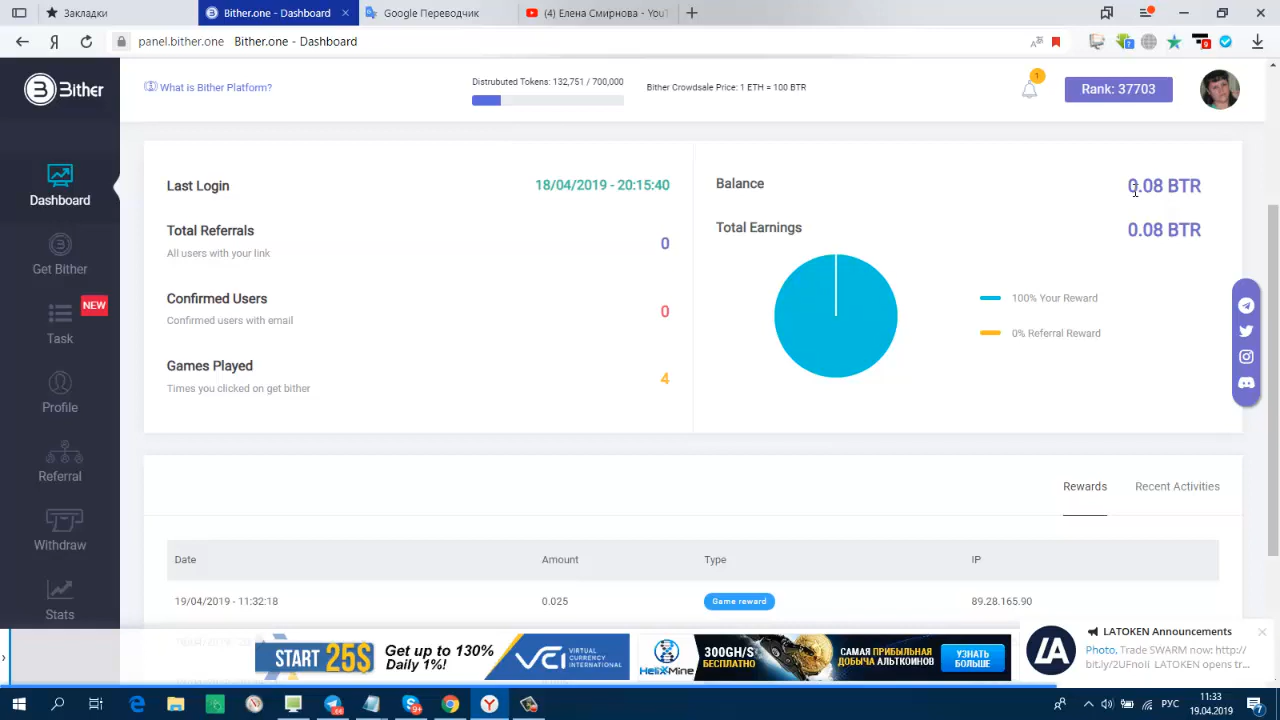 Закладки
Bither.one - Dashboard
Google Переводчик
(4) Елена Смирнова - You
panel.bither.one Bither.one - Dashboard
7
9
Bither
What is Bither Platform?
Distrubuted Tokens: 132,751 / 700,000
Bither Crowdsale Price: 1 ETH = 100 BTR
1
Rank: 37703
Dashboard
Get Bither
NEW
Task
Profile
Referral
Withdraw
Stats
Last Login
18/04/2019 - 20:15:40
Total Referrals
All users with your link
0
Confirmed Users
Confirmed users with email
0
Games Played
Times you clicked on get bither
4
Balance
0.08 BTR
Total Earnings
0.08 BTR
100% Your Reward
0% Referral Reward
Rewards
Recent Activities
Date
Amount
Type
IP
19/04/2019 - 11:32:18
0.025
Game reward
89.28.165.90
START 25$
Get up to 130%
Daily 1%!
VCI
VIRTUAL
CURRENCY
INTERNATIONAL
HelixMine
300GH/S
БЕСПЛАТНО
САМАЯ ПРИБЫЛЬНАЯ
ДОБЫЧА АЛЬТКОИНОВ
УЗНАТЬ
БОЛЬШЕ
LA
LATOKEN Announcements
Photo. Trade SWARM now: http://
bit.ly/2UFnoiI LATOKEN opens tr...
РУС
11:33
19.04.2019